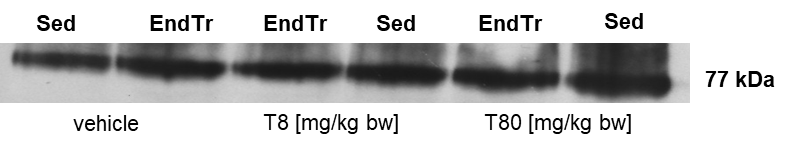 Sed EndTr EndTr Sed EndTr Sed
77 kDa
vehicle T8 [mg/kg bw] T80 [mg/kg bw]